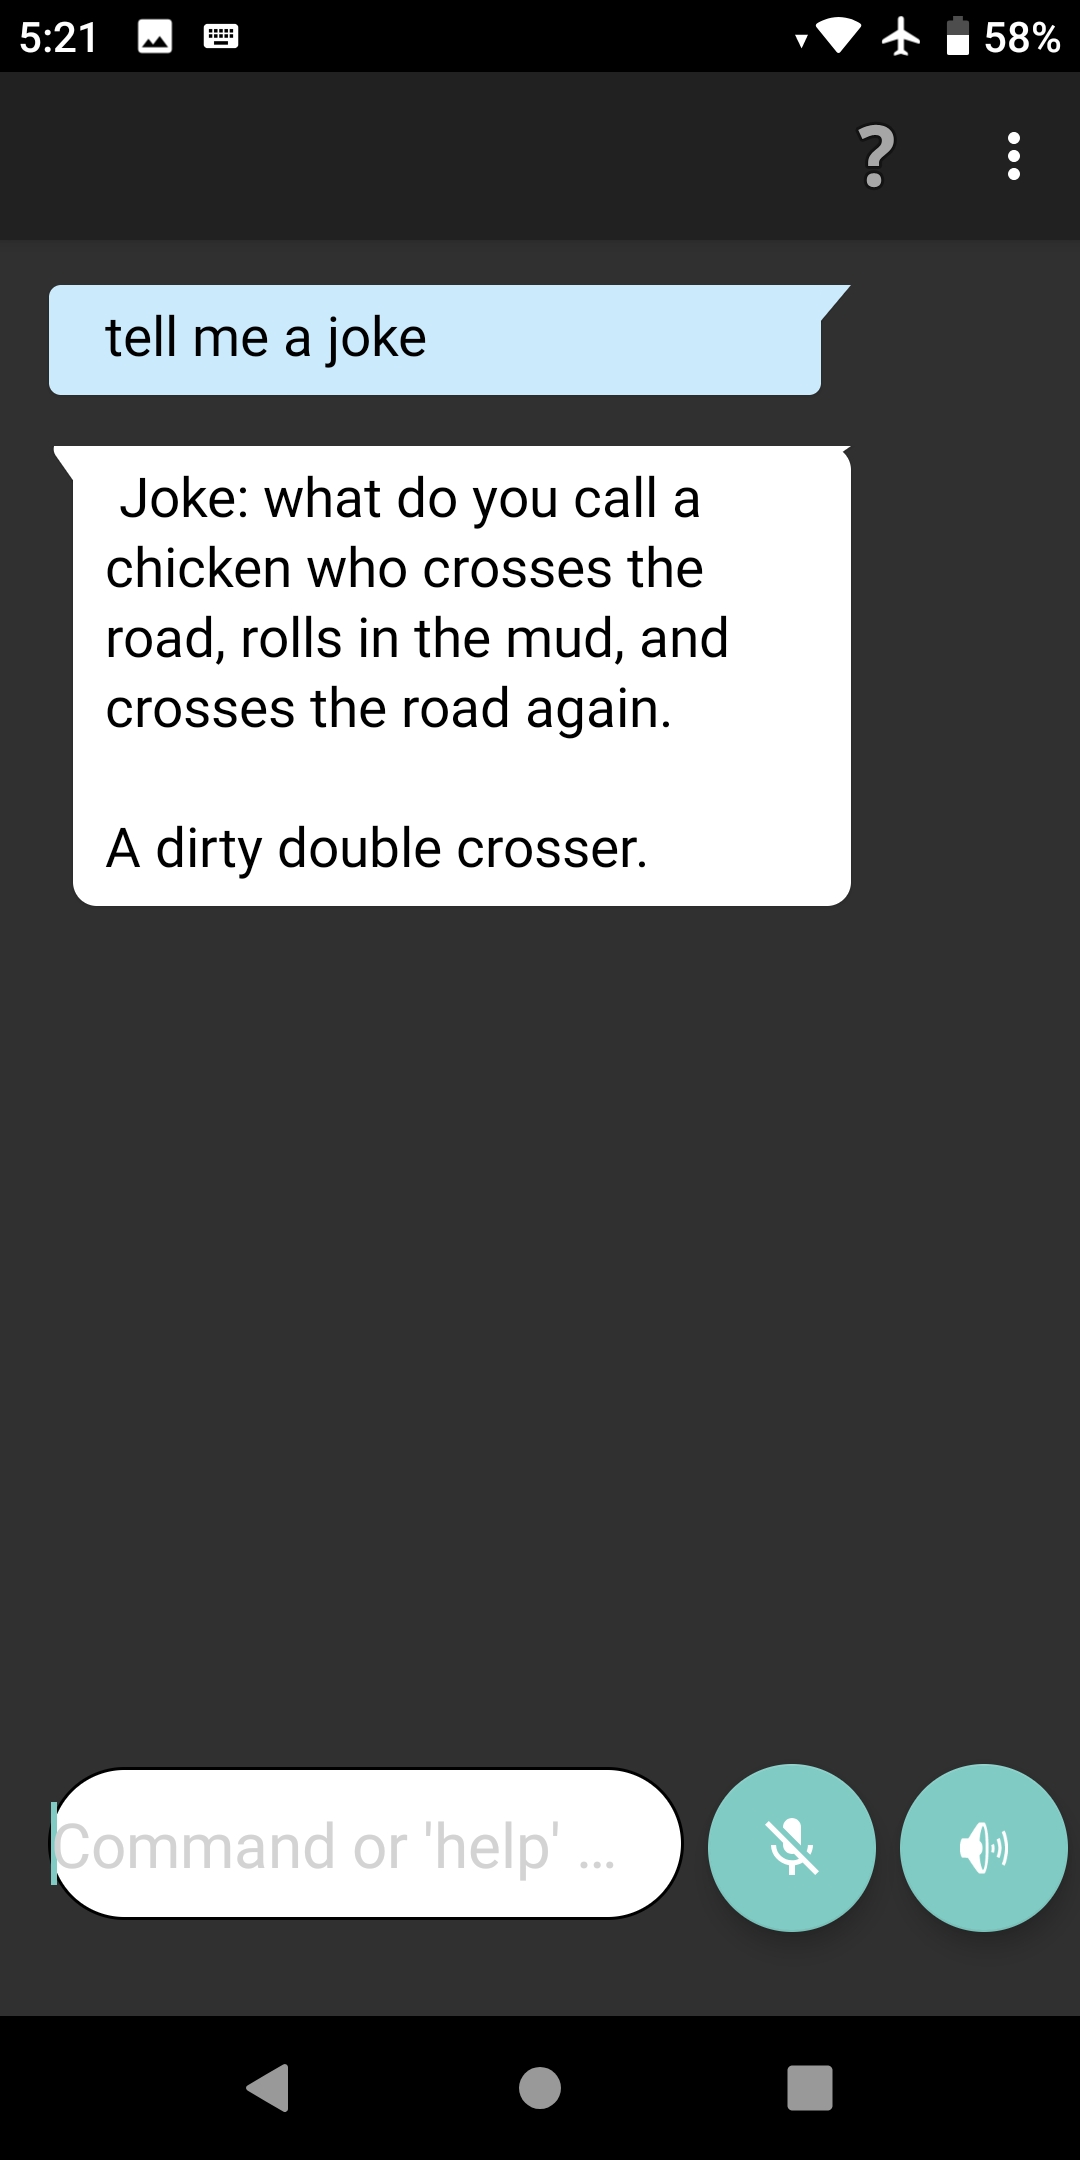 5:21 58%
tell me a joke
Joke: what do you call a
chicken who crosses the
road, rolls in the mud, and
crosses the road again.
A dirty double crosser.
Command or 'help' ...